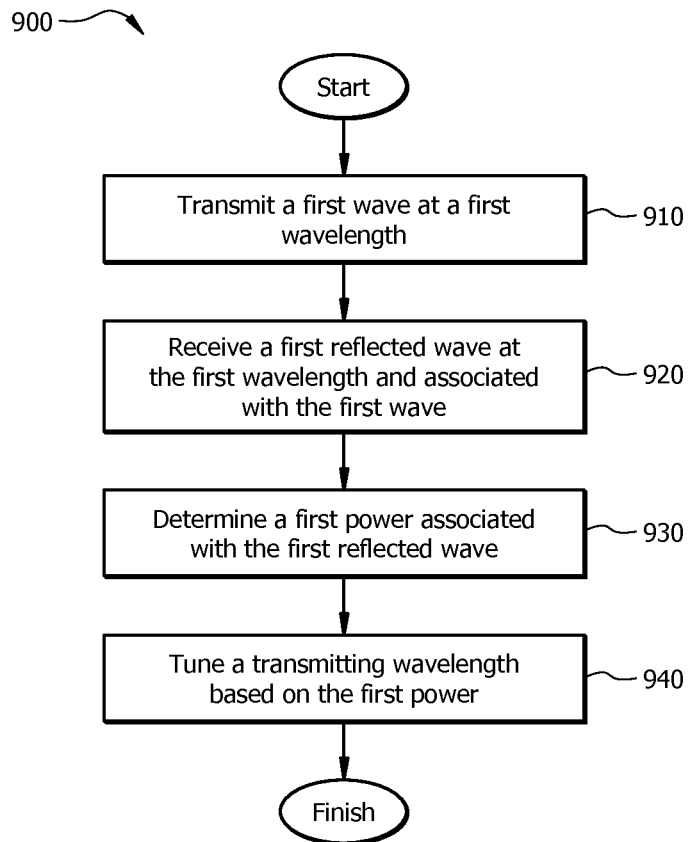 900
Start
Transmit a first wave at a first
wavelength
910
Receive a first reflected wave at
the first wavelength and associated
with the first wave
920
Determine a first power associated
with the first reflected wave
930
Tune a transmitting wavelength
based on the first power
940
Finish